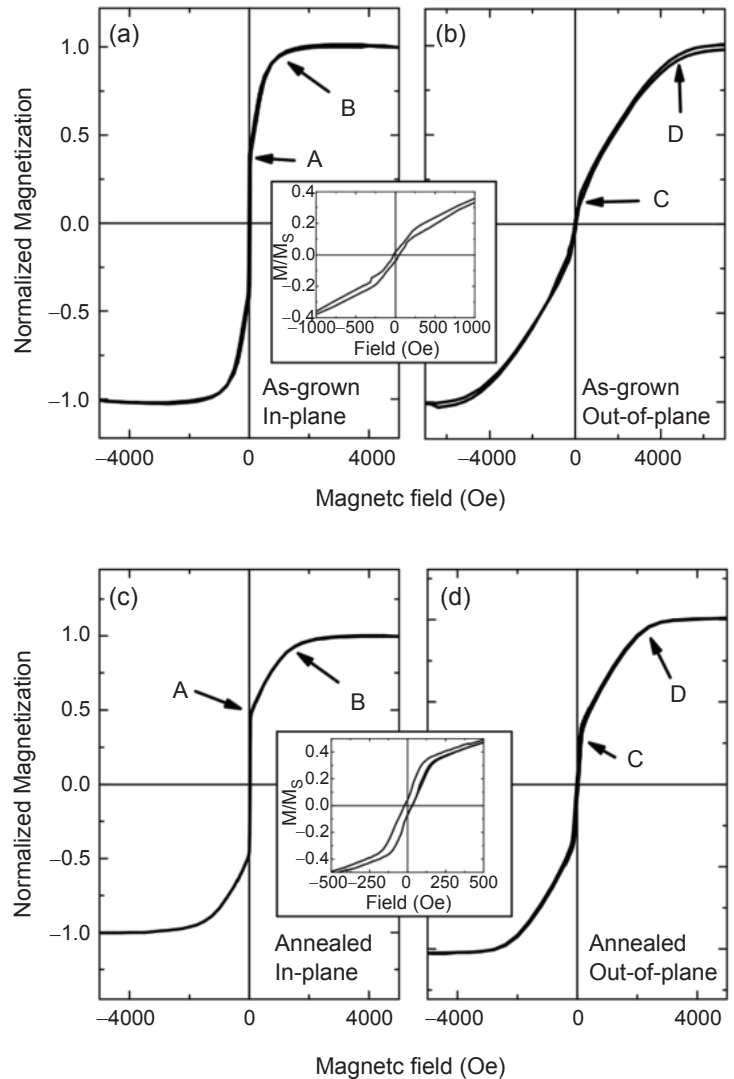 (a)
(b)
1.0
0.5
0.0
−0.5
−1.0
Normalized Magnetization
B
A
D
C
0.4
0.2
0.0
−0.2
−0.4
M/MS
−1000 −500 0 500 1000
Field (Oe)
As-grown
In-plane
As-grown
Out-of-plane
−4000 0 4000 −4000 0 4000
Magnetc field (Oe)
(c)
(d)
1.0
0.5
0.0
−0.5
−1.0
Normalized Magnetization
A
B
D
C
0.4
0.2
0.0
−0.2
−0.4
M/MS
−500 −250 0 250 500
Field (Oe)
Annealed
In-plane
Annealed
Out-of-plane
−4000 0 4000 −4000 0 4000
Magnetc field (Oe)